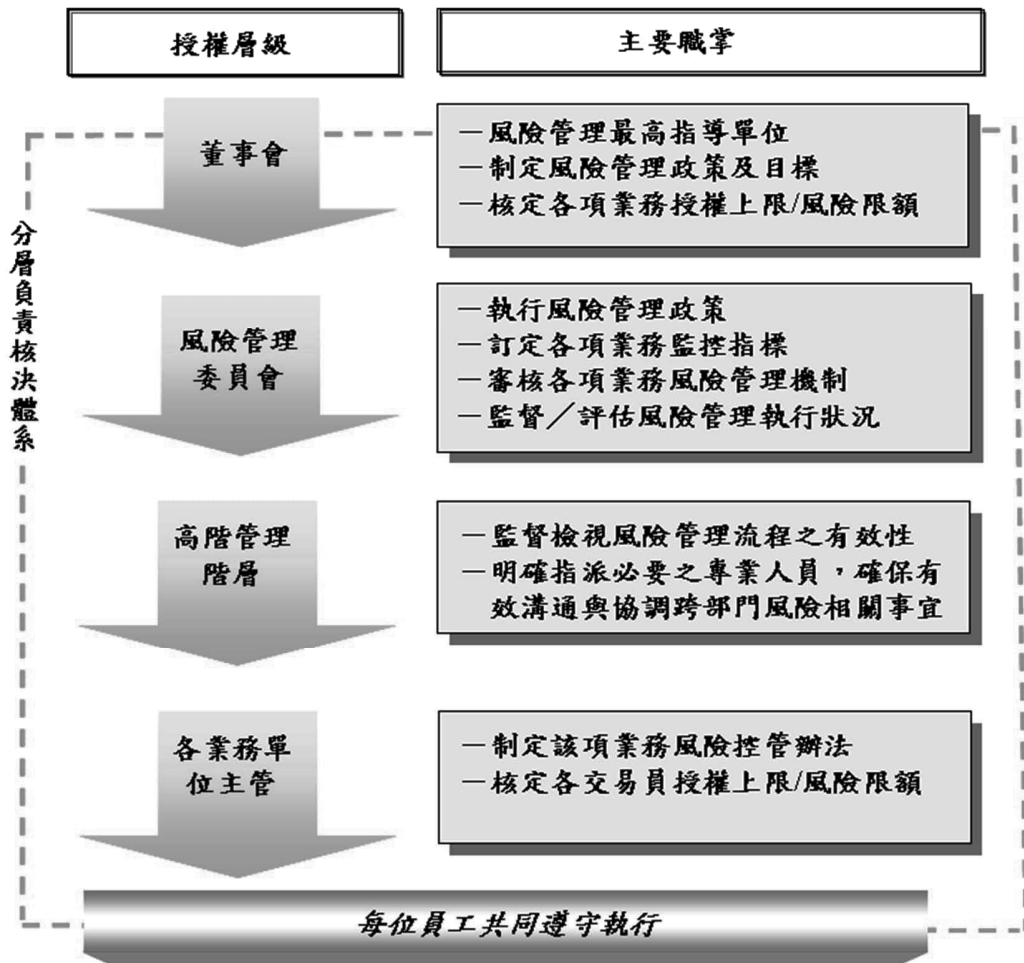 授權層級
主要職掌
分層負責核決體系
董事會
－風險管理最高指導單位
－制定風險管理政策及目標
－核定各項業務授權上限/風險限額
風險管理
委員會
－執行風險管理政策
－訂定各項業務監控指標
－審核各項業務風險管理機制
－監督／評估風險管理執行狀況
高階管理
階層
－監督檢視風險管理流程之有效性
－明確指派必要之專業人員，確保有
效溝通與協調跨部門風險相關事宜
各業務單
位主管
－制定該項業務風險控管辦法
－核定各交易員授權上限/風險限額
每位員工共同遵守執行